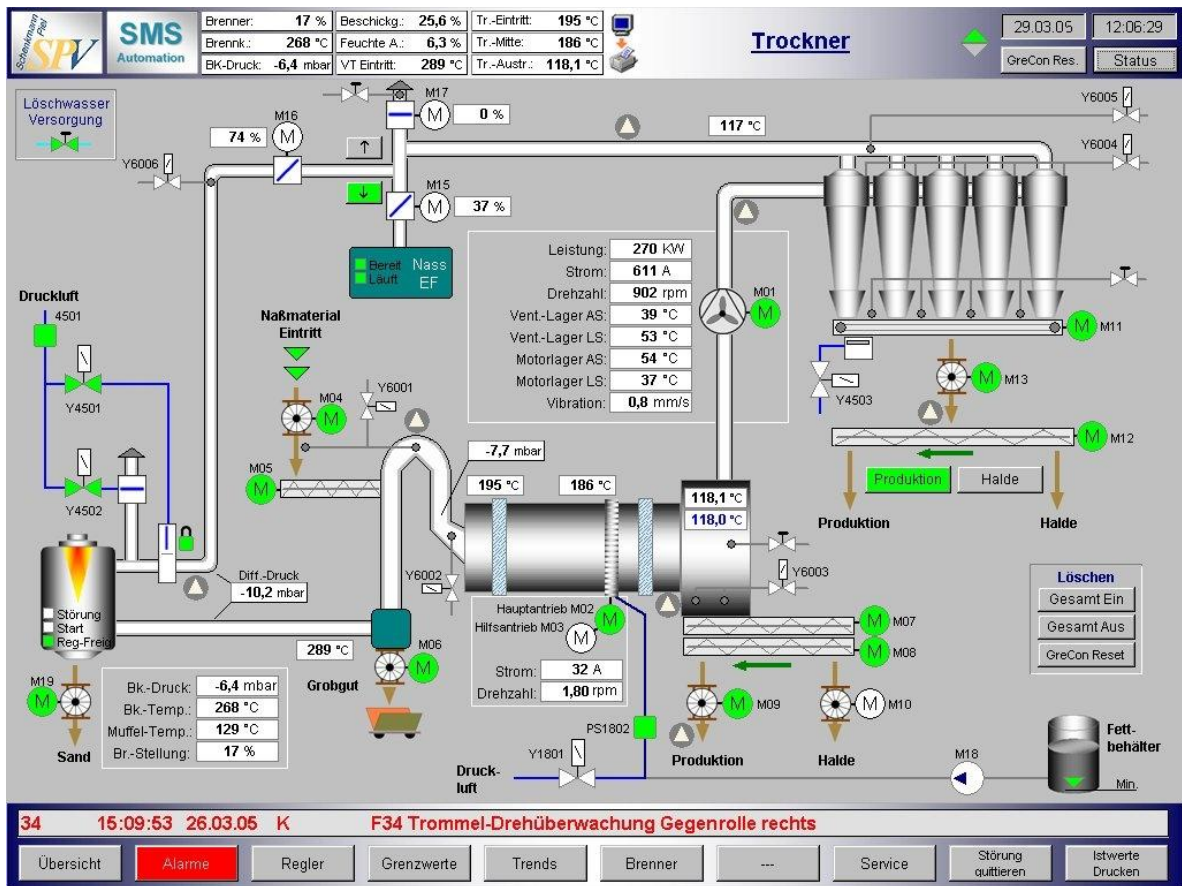 Schenkmann
Piel
SPV
SMS
Automation
Brenner: 17 %
Brennk.: 268 °C
BK-Druck: -6,4 mbar
Beschickg.: 25,6 %
Feuchte A.: 6,3 %
VT Eintritt: 289 °C
Tr.-Eintritt: 195 °C
Tr.-Mitte: 186 °C
Tr.-Austr.: 118,1 °C
Trockner
29.03.05
12:06:29
GreCon Res.
Status
Löschwasser
Versorgung
M16
74 %
M
M17
M
0 %
117 °C
Y6005
Y6004
Y6006
↑
↓
M15
M
37 %
Bereit
Läuft
Nass
EF
Leistung: 270 KW
Strom: 611 A
Drehzahl: 902 rpm
Vent.-Lager AS: 39 °C
Vent.-Lager LS: 53 °C
Motorlager AS: 54 °C
Motorlager LS: 37 °C
Vibration: 0,8 mm/s
M01
M
M M11
M M13
Y4503
M M12
Produktion
Halde
Produktion
Halde
Druckluft
4501
Y4501
Y4502
Naßmaterial
Eintritt
M04
M
Y6001
M05
M
-7,7 mbar
195 °C
186 °C
118,1 °C
118,0 °C
Y6002
Y6003
Diff.-Druck
-10,2 mbar
Störung
Start
Reg-Freig
289 °C
M06
M
Grobgut
Hauptantrieb M02
M
Hilfsantrieb M03
M
Strom: 32 A
Drehzahl: 1,80 rpm
M M07
M M08
M M09
M M10
Produktion
Halde
Löschen
Gesamt Ein
Gesamt Aus
GreCon Reset
M19
M
Sand
Bk.-Druck: -6,4 mbar
Bk.-Temp.: 268 °C
Muffel-Temp.: 129 °C
Br.-Stellung: 17 %
PS1802
Y1801
Druck-
luft
M18
Fett-
behälter
Min.
34 15:09:53 26.03.05 K F34 Trommel-Drehüberwachung Gegenrolle rechts
Übersicht
Alarme
Regler
Grenzwerte
Trends
Brenner
---
Service
Störung
quittieren
Istwerte
Drucken